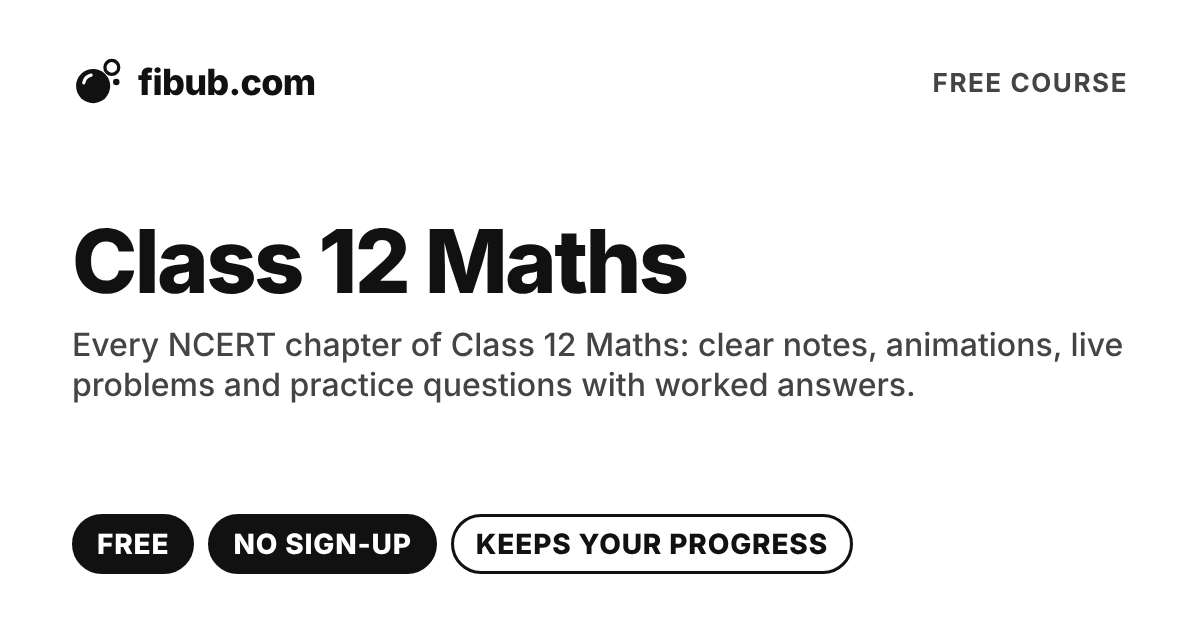 fibub.com
FREE COURSE
Class 12 Maths
Every NCERT chapter of Class 12 Maths: clear notes, animations, live
problems and practice questions with worked answers.
FREE
NO SIGN-UP
KEEPS YOUR PROGRESS